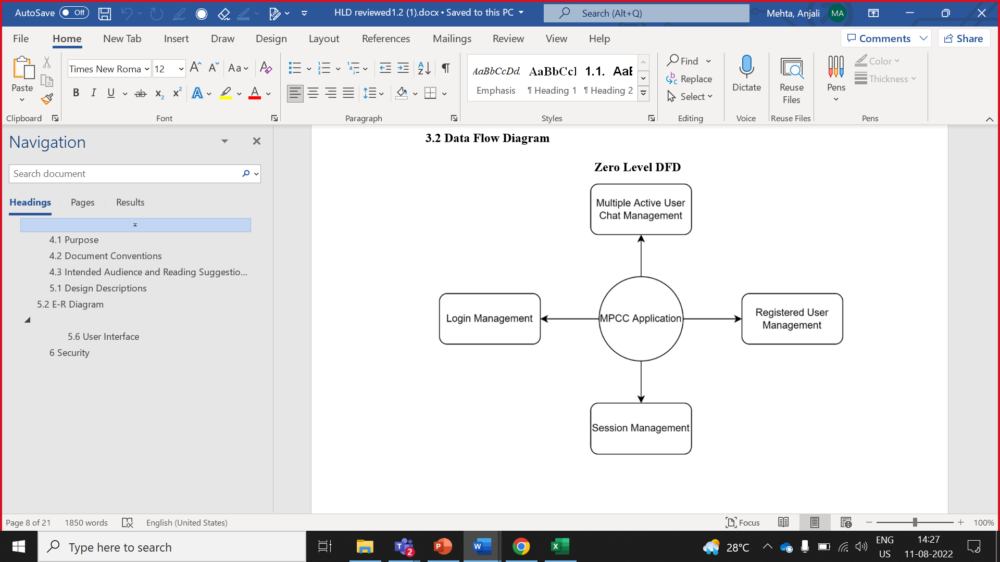 AutoSave Off HLD reviewed1.2 (1).docx • Saved to this PC Search (Alt+Q) Mehta, Anjali MA
File Home New Tab Insert Draw Design Layout References Mailings Review View Help Comments Share
Times New Roma 12 Aa
Paste
B I U ab x2 x2 A A
AaBbCcDd. AaBbCcI 1.1. AaE
Emphasis ¶ Heading 1 ¶ Heading 2
Find
Replace
Select
Dictate
Reuse
Files
Pens
Color
Thickness
Clipboard Font Paragraph Styles Editing Voice Reuse Files Pens
Navigation
Search document
Headings Pages Results
4.1 Purpose
4.2 Document Conventions
4.3 Intended Audience and Reading Suggestio...
5.1 Design Descriptions
5.2 E-R Diagram
5.6 User Interface
6 Security
3.2 Data Flow Diagram
Zero Level DFD
Multiple Active User
Chat Management
Login Management
MPCC Application
Registered User
Management
Session Management
Page 8 of 21 1850 words English (United States) Focus 100%
Type here to search
2
28°C
ENG
US
14:27
11-08-2022